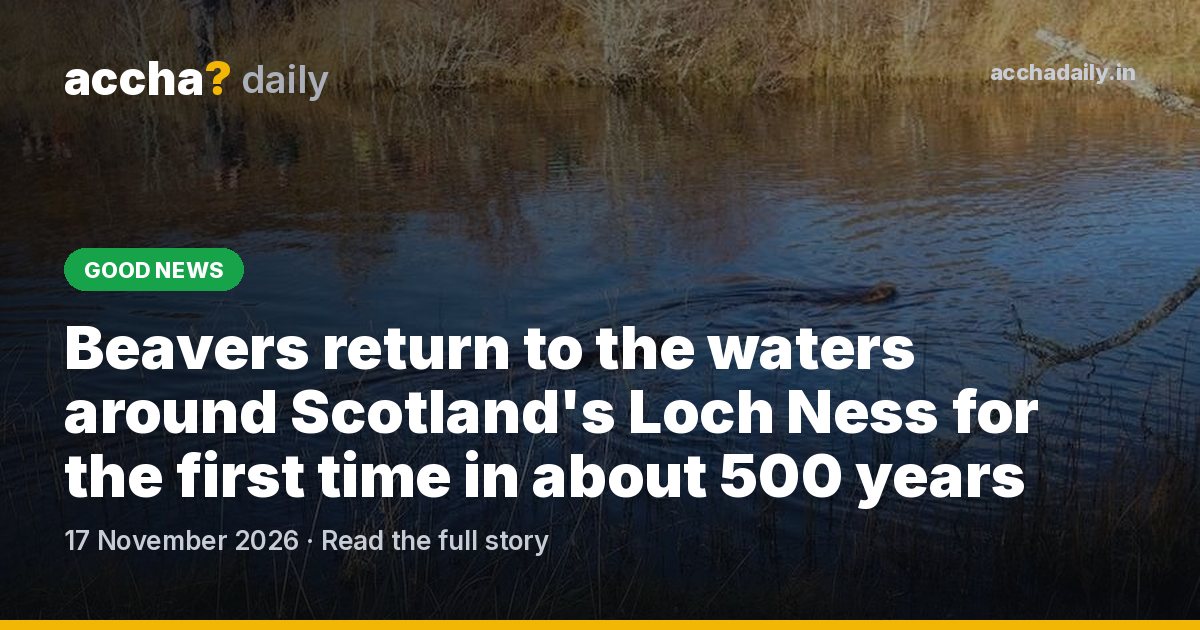 accha? daily
acchadaily.in
GOOD NEWS
Beavers return to the waters
around Scotland's Loch Ness for
the first time in about 500 years
17 November 2026 · Read the full story